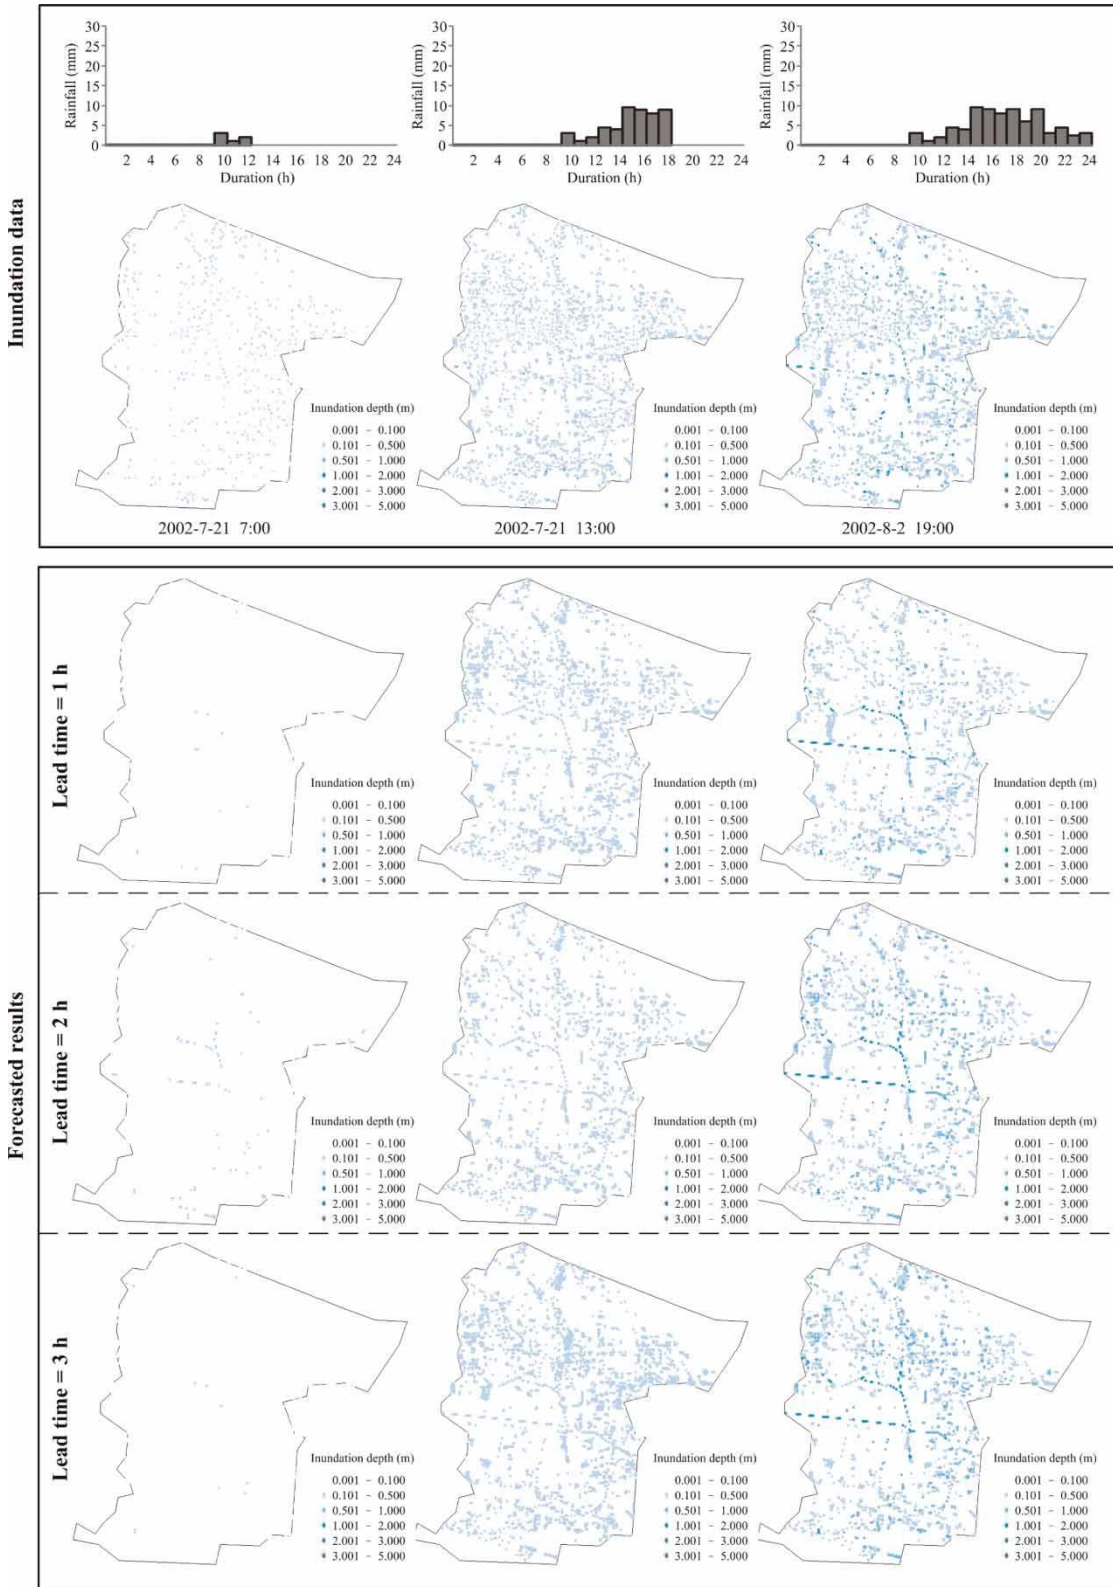 Inundation data
Rainfall (mm)
30
25
20
15
10
5
0
2 4 6 8 10 12 14 16 18 20 22 24
Duration (h)
Rainfall (mm)
30
25
20
15
10
5
0
2 4 6 8 10 12 14 16 18 20 22 24
Duration (h)
Rainfall (mm)
30
25
20
15
10
5
0
2 4 6 8 10 12 14 16 18 20 22 24
Duration (h)
Inundation depth (m)
0.001 - 0.100
0.101 - 0.500
0.501 - 1.000
1.001 - 2.000
2.001 - 3.000
3.001 - 5.000
2002-7-21 7:00
Inundation depth (m)
0.001 - 0.100
0.101 - 0.500
0.501 - 1.000
1.001 - 2.000
2.001 - 3.000
3.001 - 5.000
2002-7-21 13:00
Inundation depth (m)
0.001 - 0.100
0.101 - 0.500
0.501 - 1.000
1.001 - 2.000
2.001 - 3.000
3.001 - 5.000
2002-8-2 19:00
Forecasted results
Lead time = 1 h
Inundation depth (m)
0.001 - 0.100
0.101 - 0.500
0.501 - 1.000
1.001 - 2.000
2.001 - 3.000
3.001 - 5.000
Inundation depth (m)
0.001 - 0.100
0.101 - 0.500
0.501 - 1.000
1.001 - 2.000
2.001 - 3.000
3.001 - 5.000
Inundation depth (m)
0.001 - 0.100
0.101 - 0.500
0.501 - 1.000
1.001 - 2.000
2.001 - 3.000
3.001 - 5.000
Lead time = 2 h
Inundation depth (m)
0.001 - 0.100
0.101 - 0.500
0.501 - 1.000
1.001 - 2.000
2.001 - 3.000
3.001 - 5.000
Inundation depth (m)
0.001 - 0.100
0.101 - 0.500
0.501 - 1.000
1.001 - 2.000
2.001 - 3.000
3.001 - 5.000
Inundation depth (m)
0.001 - 0.100
0.101 - 0.500
0.501 - 1.000
1.001 - 2.000
2.001 - 3.000
3.001 - 5.000
Lead time = 3 h
Inundation depth (m)
0.001 - 0.100
0.101 - 0.500
0.501 - 1.000
1.001 - 2.000
2.001 - 3.000
3.001 - 5.000
Inundation depth (m)
0.001 - 0.100
0.101 - 0.500
0.501 - 1.000
1.001 - 2.000
2.001 - 3.000
3.001 - 5.000
Inundation depth (m)
0.001 - 0.100
0.101 - 0.500
0.501 - 1.000
1.001 - 2.000
2.001 - 3.000
3.001 - 5.000